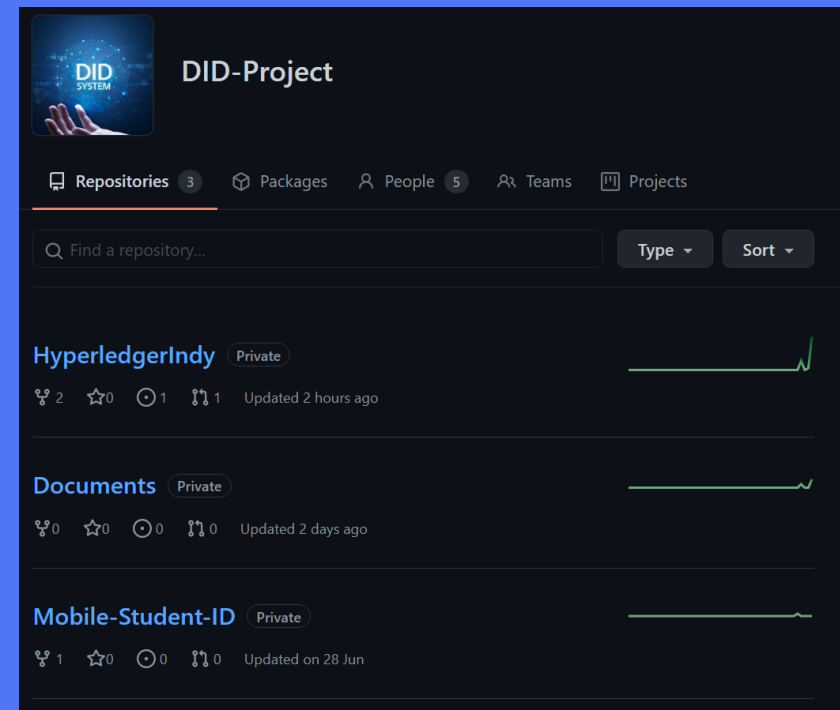 DID
SYSTEM
DID-Project
Repositories 3 Packages People 5 Teams Projects
Find a repository... Type Sort
HyperledgerIndy Private
2 0 1 1 Updated 2 hours ago
Documents Private
0 0 0 0 Updated 2 days ago
Mobile-Student-ID Private
1 0 0 0 Updated on 28 Jun